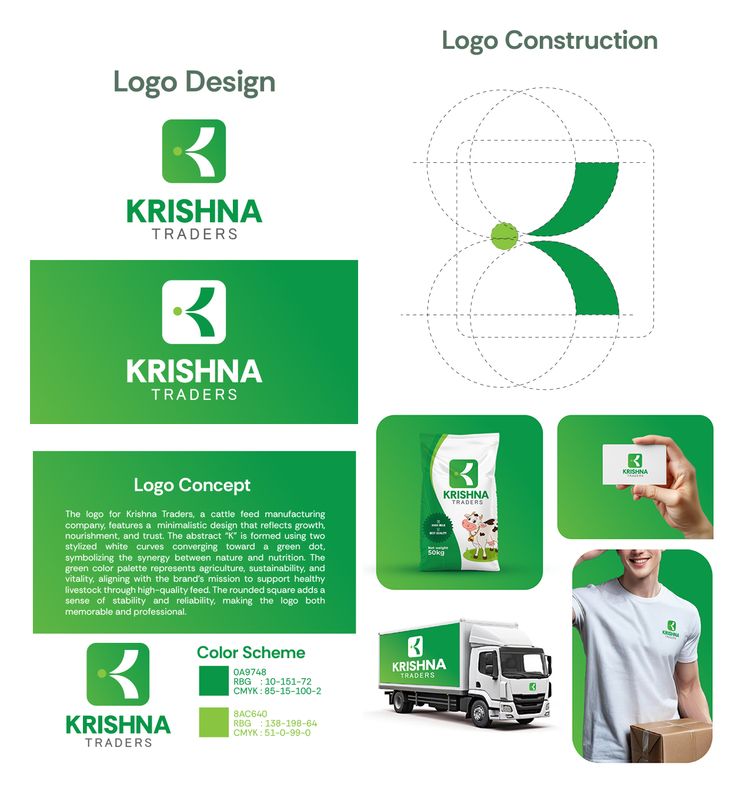 Logo Design
KRISHNA
TRADERS
KRISHNA
TRADERS
Logo Concept
The logo for Krishna Traders, a cattle feed manufacturing
company, features a minimalistic design that reflects growth,
nourishment, and trust. The abstract “K” is formed using two
stylized white curves converging toward a green dot,
symbolizing the synergy between nature and nutrition. The
green color palette represents agriculture, sustainability, and
vitality, aligning with the brand's mission to support healthy
livestock through high-quality feed. The rounded square adds a
sense of stability and reliability, making the logo both
memorable and professional.
KRISHNA
TRADERS
Color Scheme
0A9748
RBG : 10-151-72
CMYK : 85-15-100-2
8AC640
RBG : 138-198-64
CMYK : 51-0-99-0
Logo Construction
KRISHNA
TRADERS
BEST QUALITY
Net weight
50kg
KRISHNA
TRADERS
KRISHNA
TRADERS
KRISHNA
TRADERS